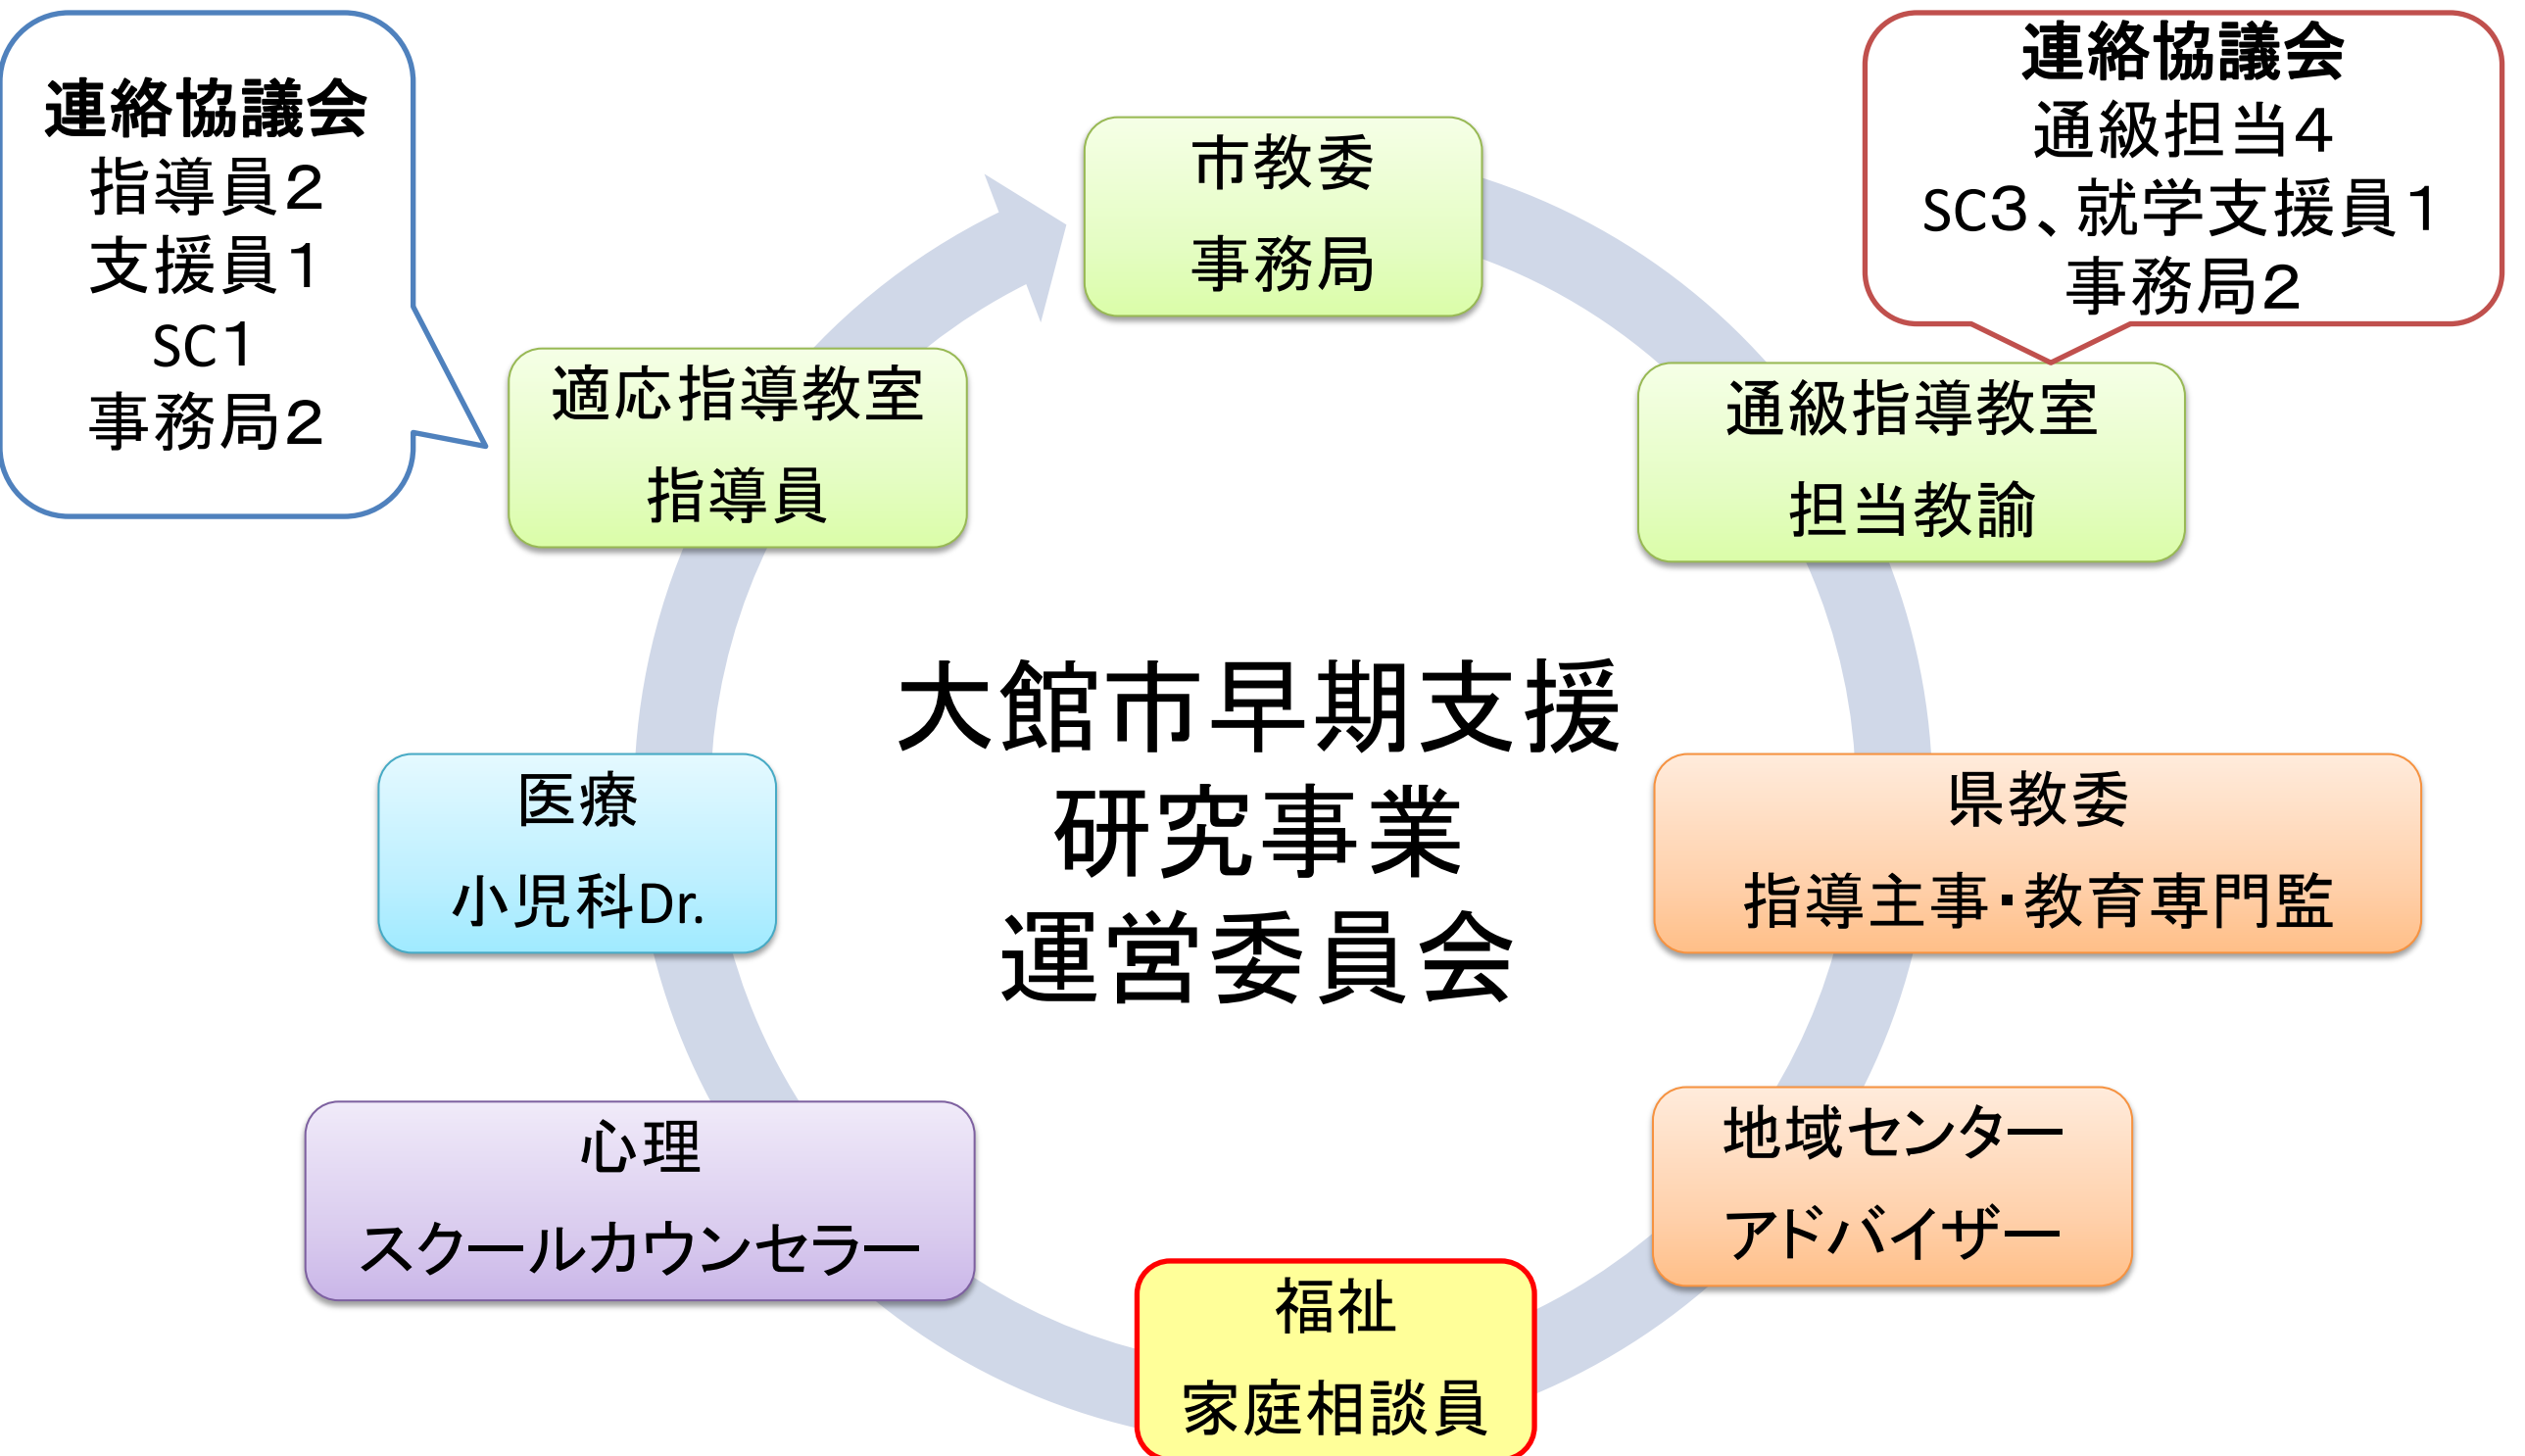 連絡協議会
指導員２
支援員１
SC１
事務局２
連絡協議会
通級担当４
SC３、就学支援員１
事務局２
市教委
事務局
適応指導教室
指導員
通級指導教室
担当教諭
大館市早期支援
研究事業
運営委員会
医療
小児科Dr.
県教委
指導主事・教育専門監
心理
スクールカウンセラー
地域センター
アドバイザー
福祉
家庭相談員